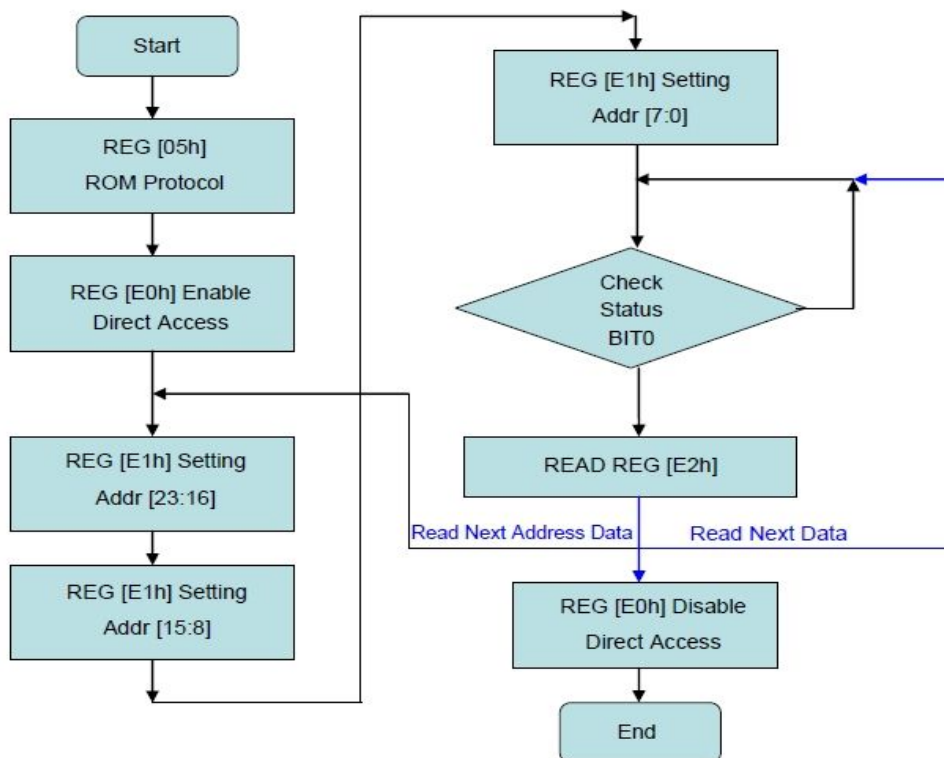 Start
REG [05h]
ROM Protocol
REG [E0h] Enable
Direct Access
REG [E1h] Setting
Addr [23:16]
REG [E1h] Setting
Addr [15:8]
REG [E1h] Setting
Addr [7:0]
Check
Status
BIT0
READ REG [E2h]
Read Next Address Data
Read Next Data
REG [E0h] Disable
Direct Access
End